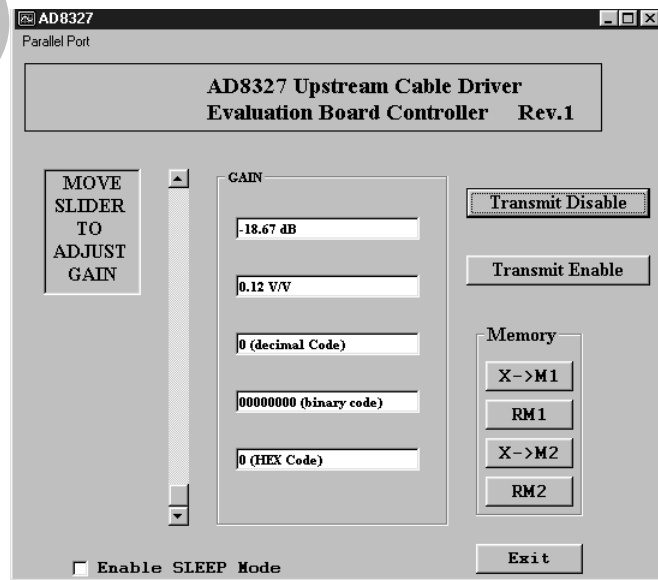 AD8327
Parallel Port
AD8327 Upstream Cable Driver
Evaluation Board Controller Rev.1
MOVE
SLIDER
TO
ADJUST
GAIN
GAIN
-18.67 dB
0.12 V/V
0 (decimal Code)
00000000 (binary code)
0 (HEX Code)
Transmit Disable
Transmit Enable
Memory
X->M1
RM1
X->M2
RM2
Enable SLEEP Mode
Exit